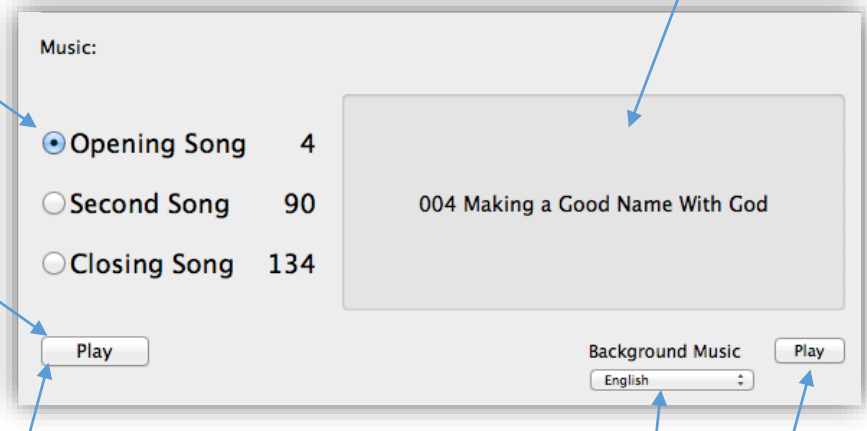 Music:
Opening Song 4
Second Song 90
Closing Song 134
004 Making a Good Name With God
Play
Background Music
Play
English